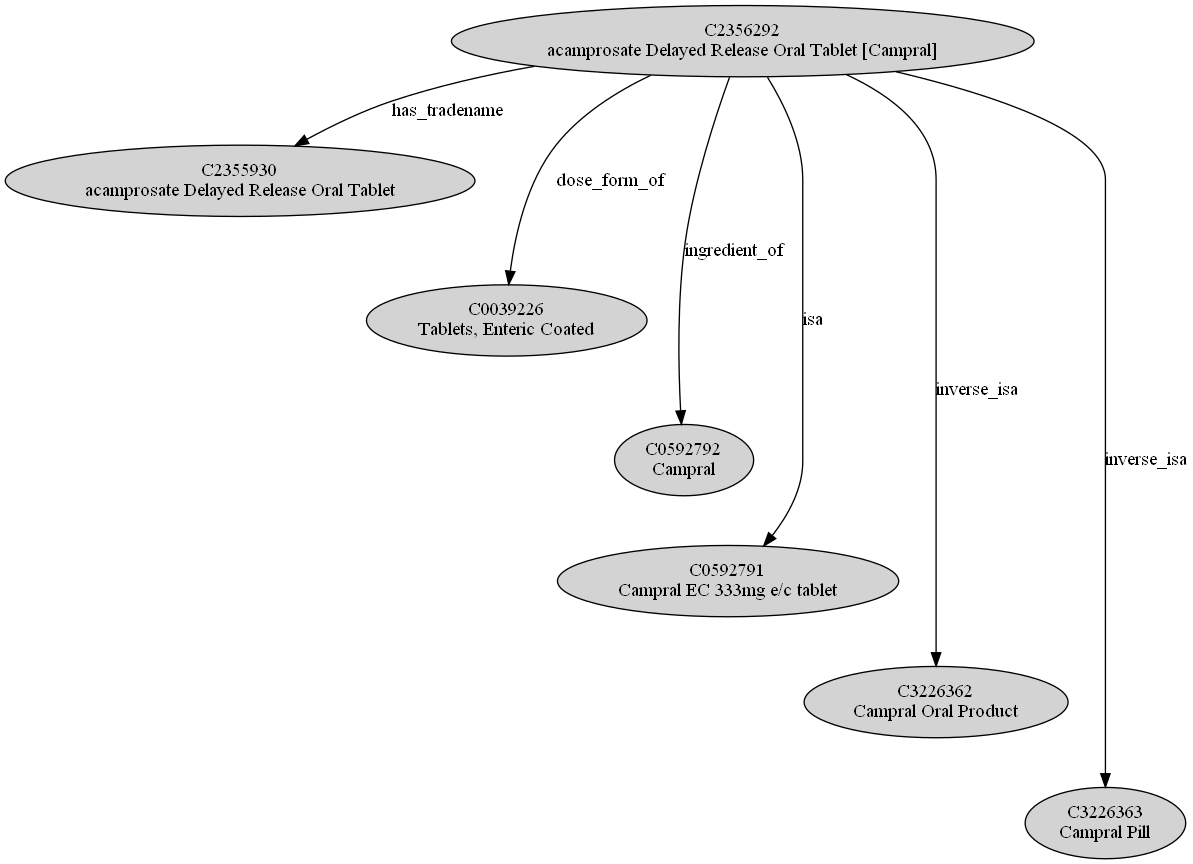 C2356292
acamprosate Delayed Release Oral Tablet [Campral]
has_tradename
C2355930
acamprosate Delayed Release Oral Tablet
dose_form_of
ingredient_of
C0039226
Tablets, Enteric Coated
isa
inverse_isa
C0592792
Campral
inverse_isa
C0592791
Campral EC 333mg e/c tablet
C3226362
Campral Oral Product
C3226363
Campral Pill